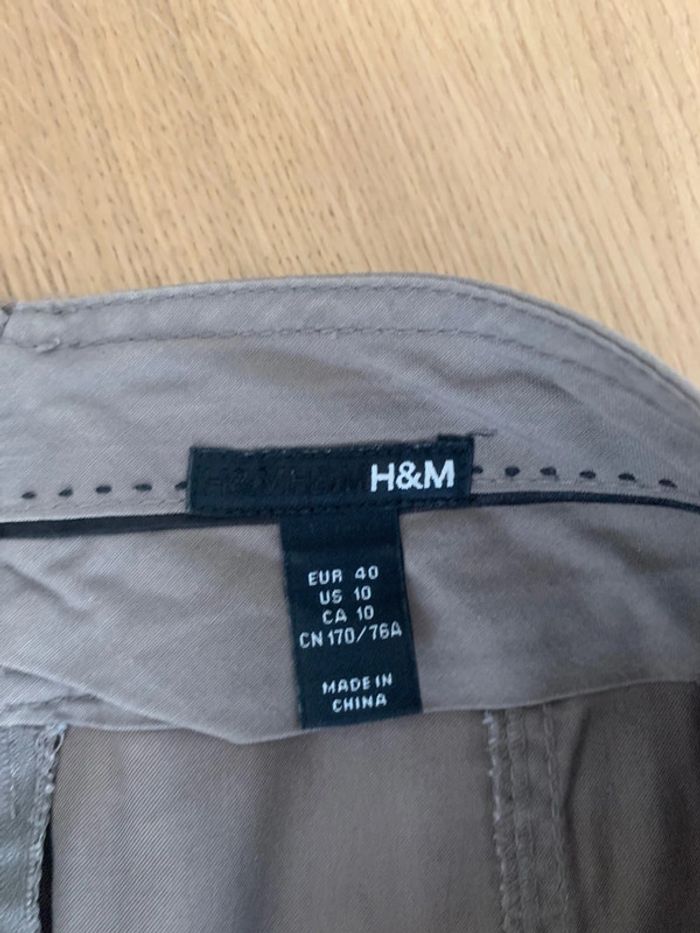 H&M H&M H&M
EUR 40
US 10
CA 10
CN 170/76A
MADE IN
CHINA